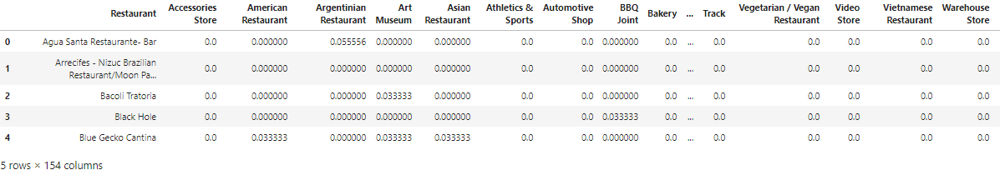 Restaurant Accessories Store American Restaurant Argentinian Restaurant Art Museum Asian Restaurant Athletics & Sports Automotive Shop BBQ Joint Bakery ... Track Vegetarian / Vegan Restaurant Video Store Vietnamese Restaurant Warehouse Store
0 Agua Santa Restaurante- Bar 0.0 0.000000 0.055556 0.000000 0.000000 0.0 0.0 0.000000 0.0 ... 0.0 0.0 0.0 0.0 0.0
1 Arrecifes - Nizuc Brazilian Restaurant/Moon Pa... 0.0 0.000000 0.000000 0.000000 0.000000 0.0 0.0 0.000000 0.0 ... 0.0 0.0 0.0 0.0 0.0
2 Bacoli Tratoria 0.0 0.000000 0.000000 0.033333 0.000000 0.0 0.0 0.000000 0.0 ... 0.0 0.0 0.0 0.0 0.0
3 Black Hole 0.0 0.000000 0.000000 0.000000 0.000000 0.0 0.0 0.033333 0.0 ... 0.0 0.0 0.0 0.0 0.0
4 Blue Gecko Cantina 0.0 0.033333 0.000000 0.033333 0.033333 0.0 0.0 0.000000 0.0 ... 0.0 0.0 0.0 0.0 0.0
5 rows × 154 columns